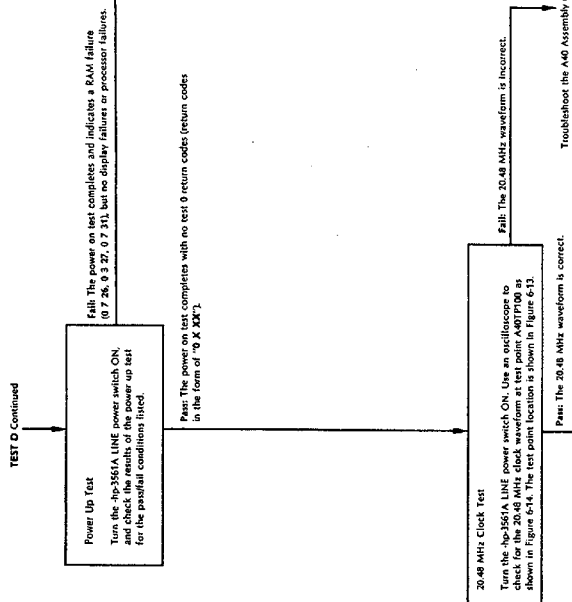 TEST D Continued
Power Up Test
Turn the -hp-3561A LINE power switch ON,
and check the results of the power up test
for the pass/fail conditions listed.
Fail: The power on test completes and indicates a RAM failure
(0 7 26, 0 3 27, 0 7 31), but no display failures or processor failures.
Pass: The power on test completes with no test 0 return codes (return codes
in the form of "0 X XX").
20.48 MHz Clock Test
Turn the -hp-3561A LINE power switch ON. Use an oscilloscope to
check for the 20.48 MHz clock waveform at test point A40TP100 as
shown in Figure 6-14. The test point location is shown in Figure 6-13.
Fail: The 20.48 MHz waveform is incorrect.
Troubleshoot the A40 Assembly
Pass: The 20.48 MHz waveform is correct.